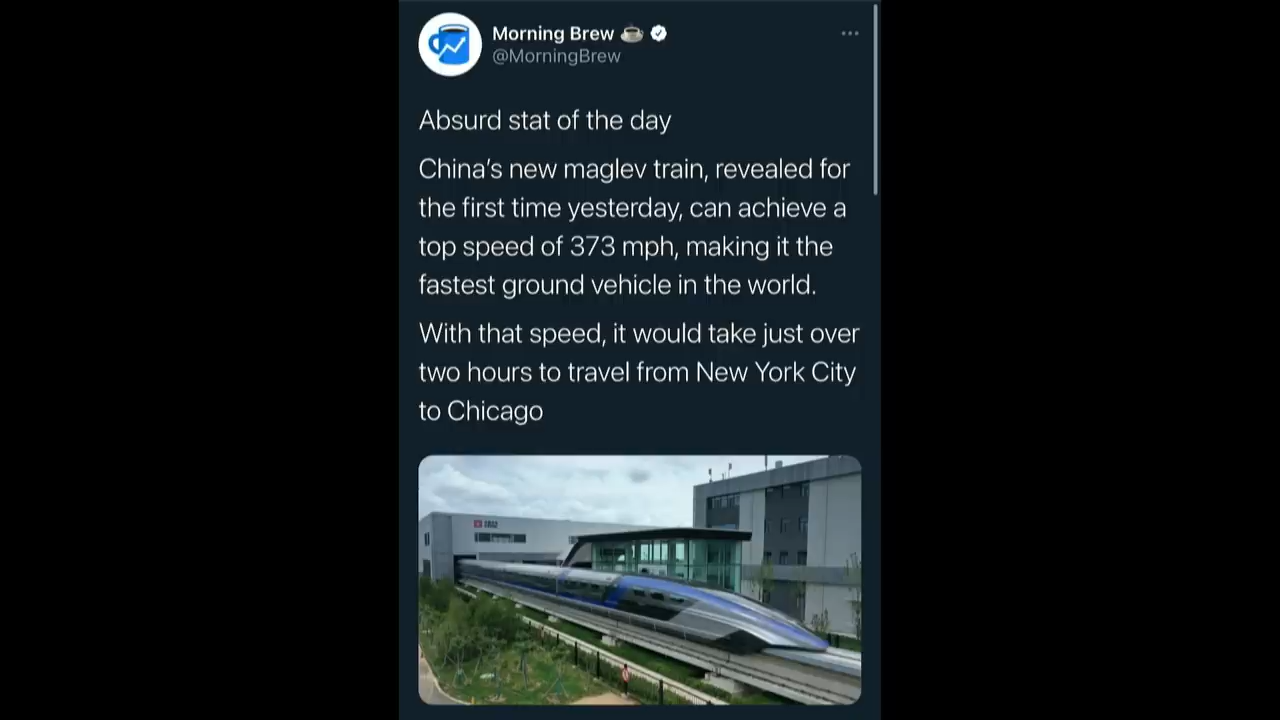 Morning Brew ☕
@MorningBrew
Absurd stat of the day
China’s new maglev train, revealed for
the first time yesterday, can achieve a
top speed of 373 mph, making it the
fastest ground vehicle in the world.
With that speed, it would take just over
two hours to travel from New York City
to Chicago